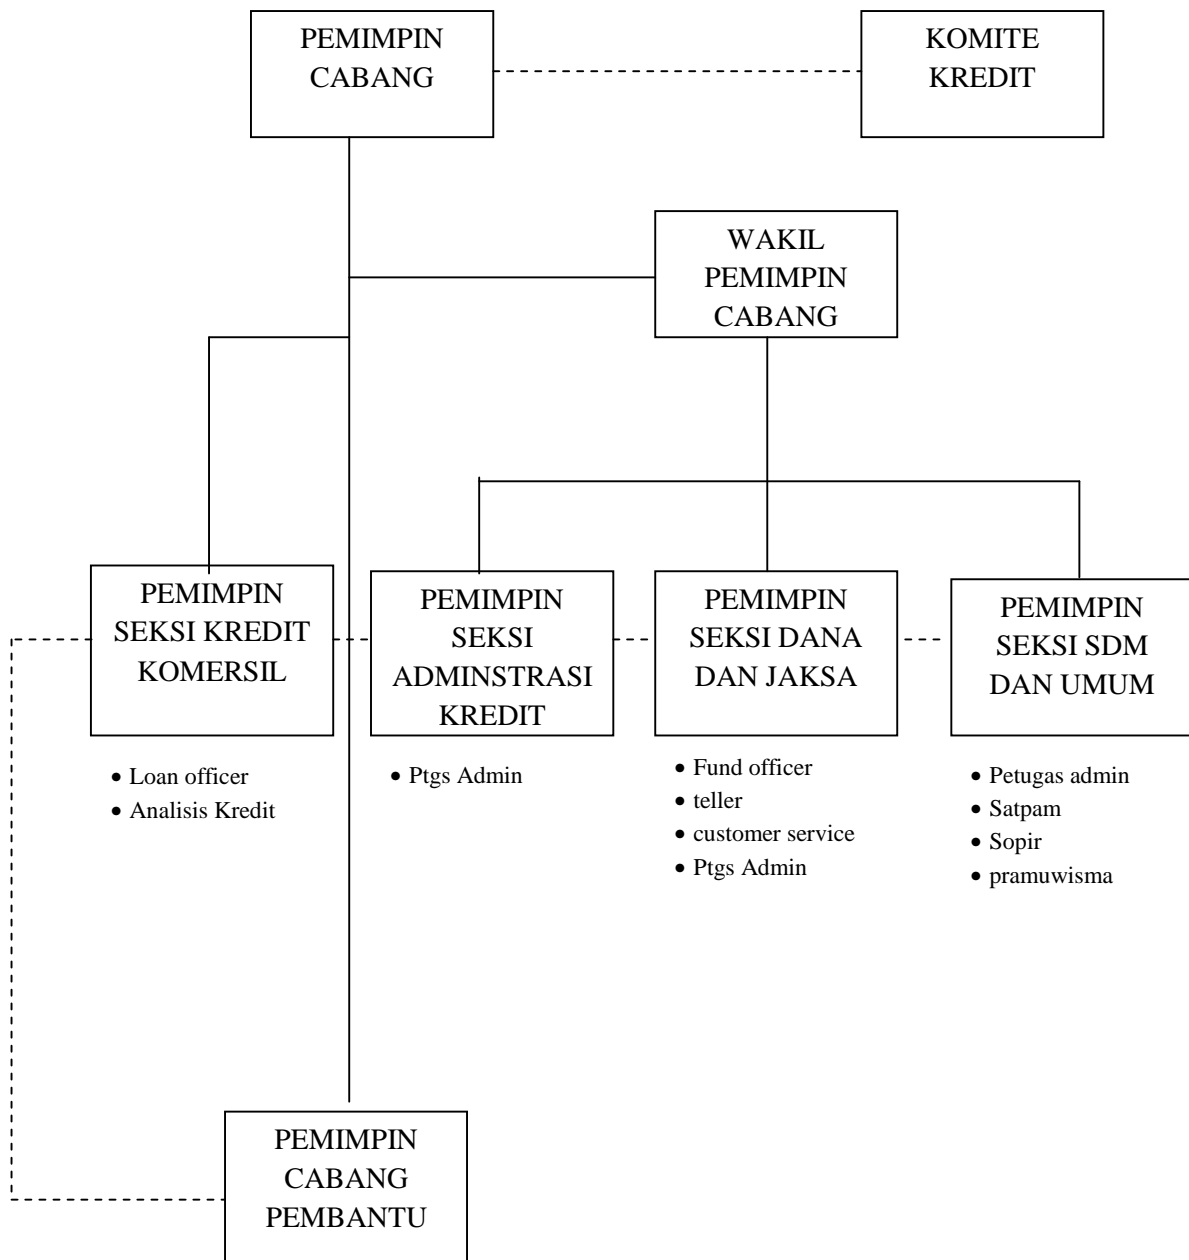 PEMIMPIN
CABANG
KOMITE
KREDIT
WAKIL
PEMIMPIN
CABANG
PEMIMPIN
SEKSI KREDIT
KOMERSIL
PEMIMPIN
SEKSI
ADMINSTRASI
KREDIT
PEMIMPIN
SEKSI DANA
DAN JAKSA
PEMIMPIN
SEKSI SDM
DAN UMUM
• Loan officer
• Analisis Kredit
• Ptgs Admin
• Fund officer
• teller
• customer service
• Ptgs Admin
• Petugas admin
• Satpam
• Sopir
• pramuwisma
PEMIMPIN
CABANG
PEMBANTU